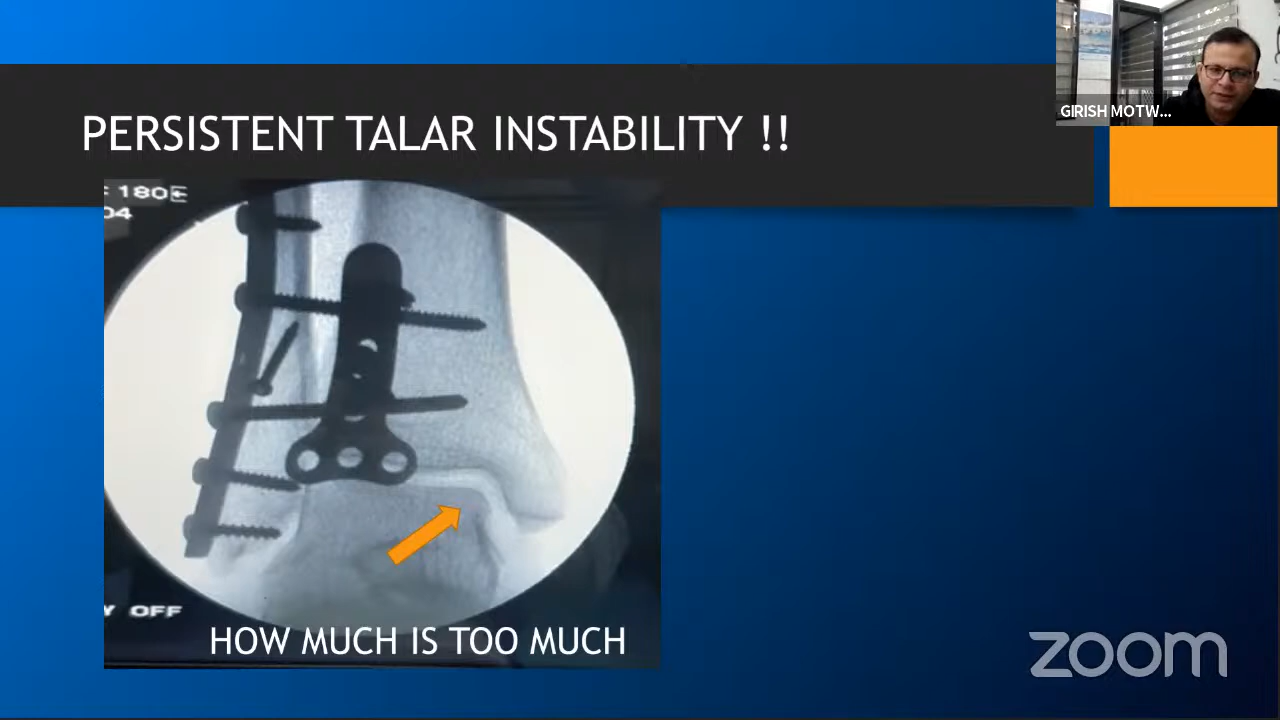 PERSISTENT TALAR INSTABILITY !!
GIRISH MOTW...
180
04
Y OFF
HOW MUCH IS TOO MUCH
zoom